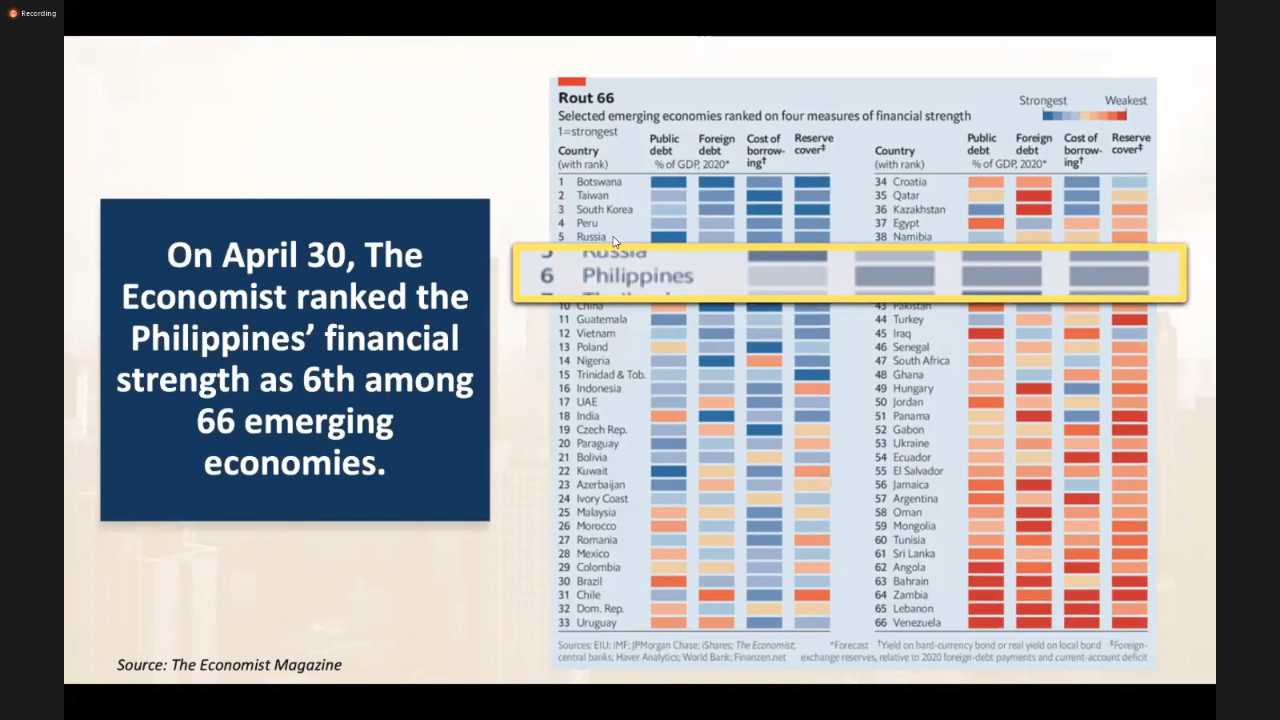 Recording
On April 30, The
Economist ranked the
Philippines’ financial
strength as 6th among
66 emerging
economies.
Source: The Economist Magazine
Rout 66
Selected emerging economies ranked on four measures of financial strength
1=strongest
Strongest Weakest
Country
(with rank)
Public
debt
Foreign
debt
% of GDP, 2020*
Cost of
borrow-
ing†
Reserve
cover‡
1 Botswana
2 Taiwan
3 South Korea
4 Peru
5 Russia
5 Russia
6 Philippines
10 China
11 Guatemala
12 Vietnam
13 Poland
14 Nigeria
15 Trinidad & Tob.
16 Indonesia
17 UAE
18 India
19 Czech Rep.
20 Paraguay
21 Bolivia
22 Kuwait
23 Azerbaijan
24 Ivory Coast
25 Malaysia
26 Morocco
27 Romania
28 Mexico
29 Colombia
30 Brazil
31 Chile
32 Dom. Rep.
33 Uruguay
Country
(with rank)
Public
debt
Foreign
debt
% of GDP, 2020*
Cost of
borrow-
ing†
Reserve
cover‡
34 Croatia
35 Qatar
36 Kazakhstan
37 Egypt
38 Namibia
43 Pakistan
44 Turkey
45 Iraq
46 Senegal
47 South Africa
48 Ghana
49 Hungary
50 Jordan
51 Panama
52 Gabon
53 Ukraine
54 Ecuador
55 El Salvador
56 Jamaica
57 Argentina
58 Oman
59 Mongolia
60 Tunisia
61 Sri Lanka
62 Angola
63 Bahrain
64 Zambia
65 Lebanon
66 Venezuela
Sources: EIU; IMF; JPMorgan Chase; iShares; The Economist;
central banks; Haver Analytics; World Bank; Finanzen.net
*Forecast †Yield on hard-currency bond or real yield on local bond ‡Foreign-
exchange reserves, relative to 2020 foreign-debt payments and current-account deficit